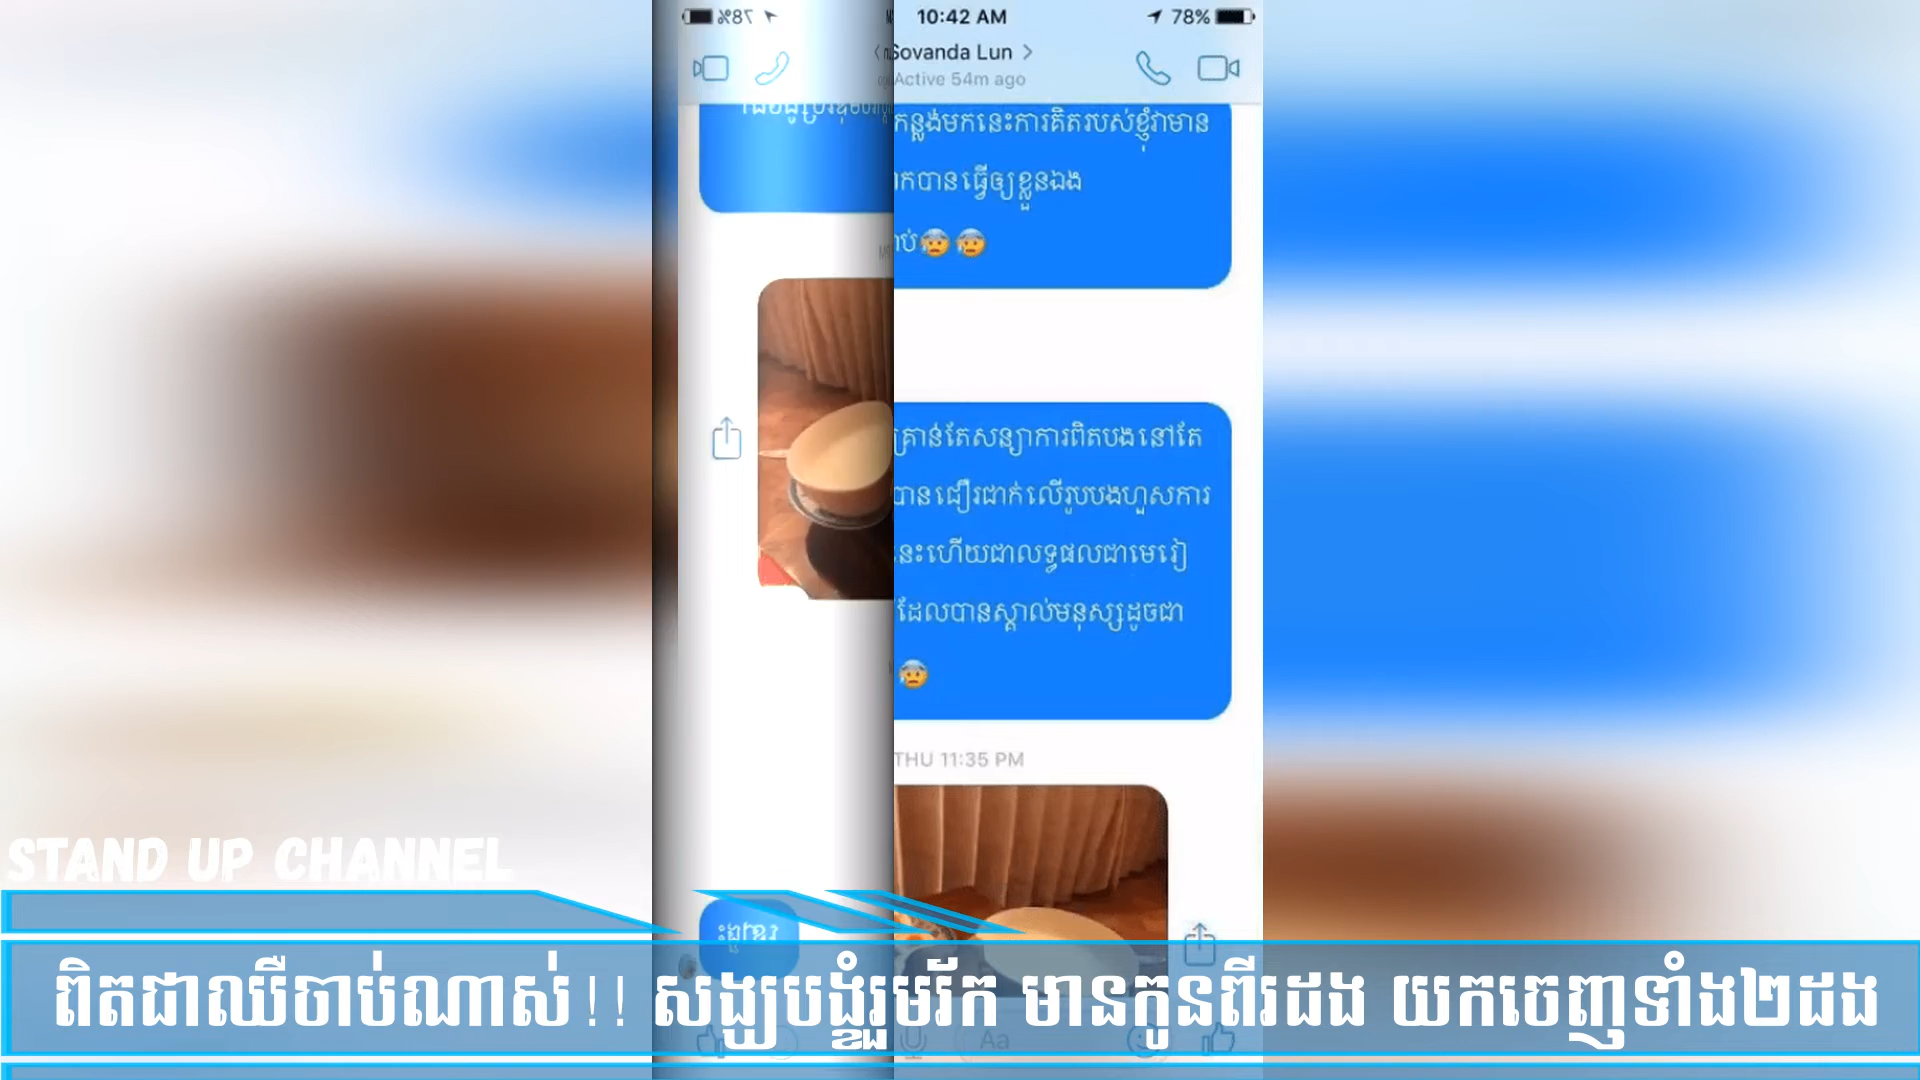 10:42 AM
78%
Sovanda Lun
Active 54m ago
កន្លង់មកនេះការគិតរបស់ខ្ញុំវាមាន
កបានធ្វើឲ្យខ្លួនឯង
គ្រាន់តែសន្យាការពិតបងនៅតែ
បានជឿរជាក់លើរូបបងហួសការ
នះហើយជាលទ្ធផលជាមេរៀ
ដែលបានស្គាល់មនុស្សដូចជា
THU 11:35 PM
STAND UP CHANNEL
ពិតជាឈឺចាប់ណាស់!! សង្ឃបង្ខំរួមរ័ក មានកូនពីរដង យកចេញទាំង២ដង
Aa